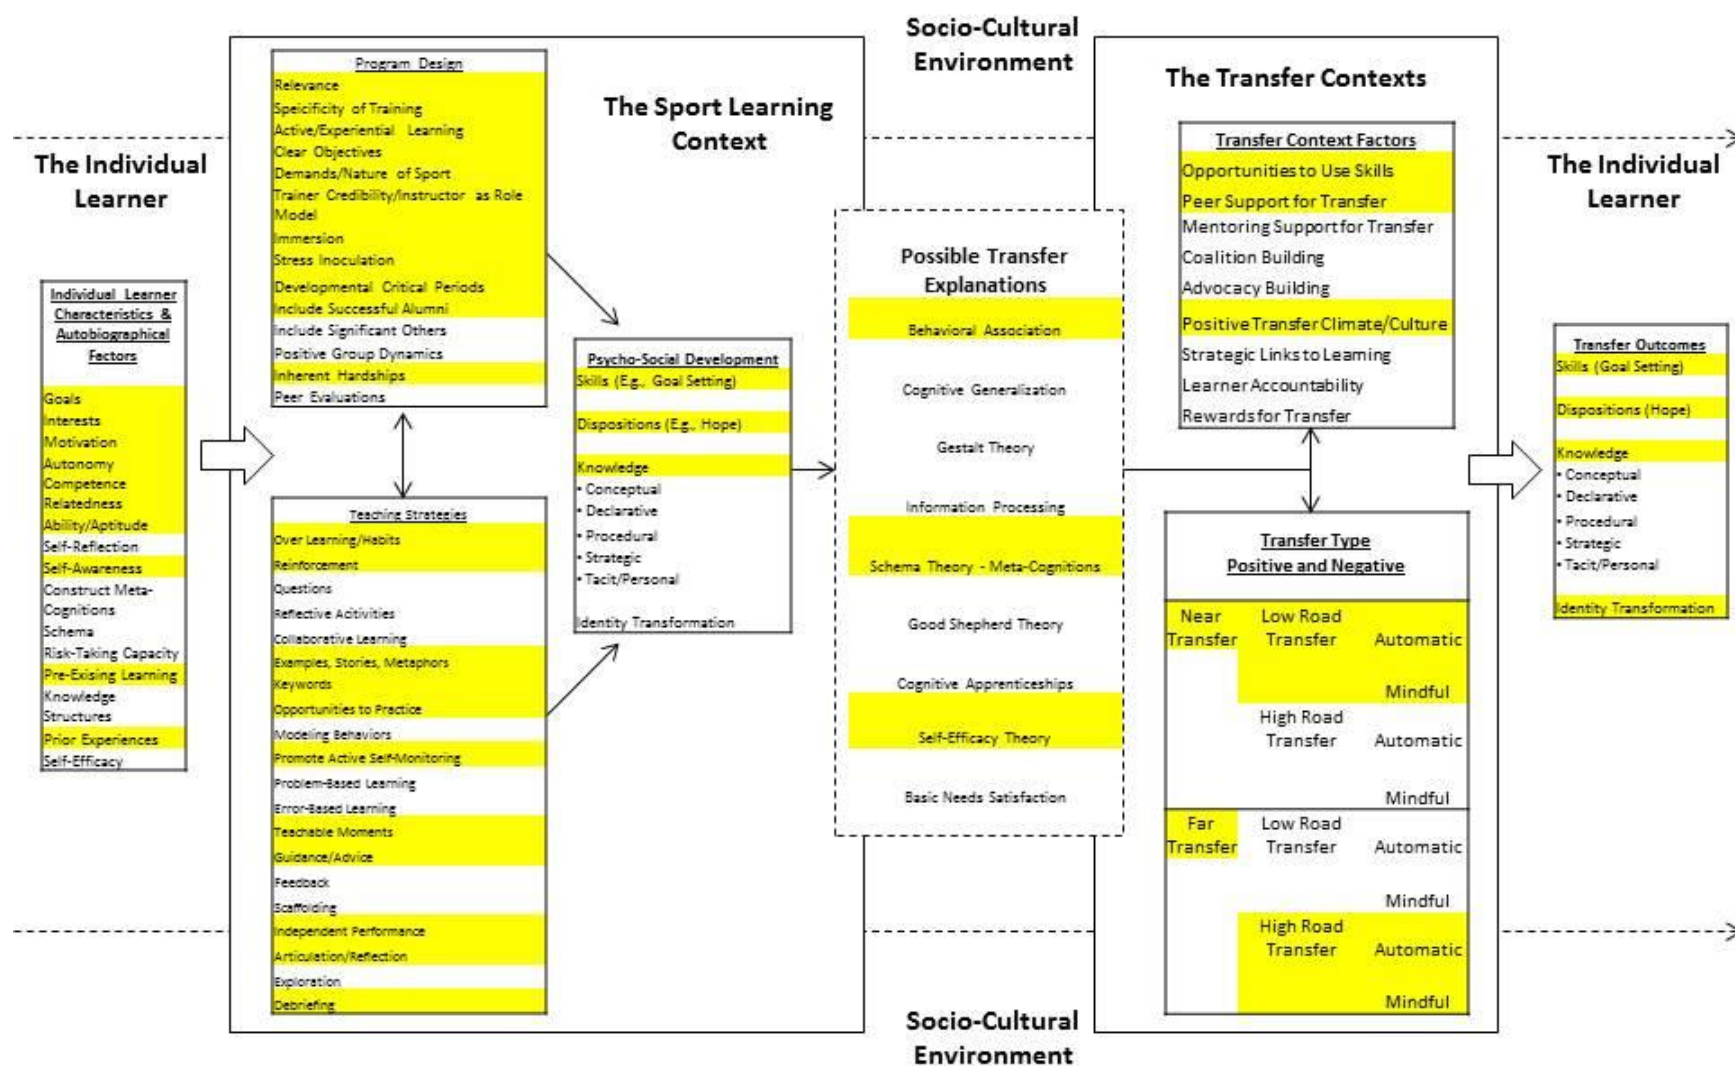 Socio-Cultural
Environment
The Individual
Learner
Individual Learner
Characteristics &
Autobiographical
Factors
Goals
Interests
Motivation
Autonomy
Competence
Relatedness
Ability/Aptitude
Self-Reflection
Self-Awareness
Construct Meta-
Cognitions
Schema
Risk-Taking Capacity
Pre-Exising Learning
Knowledge
Structures
Prior Experiences
Self-Efficacy
The Sport Learning
Context
Program Design
Relevance
Speicificity of Training
Active/Experiential Learning
Clear Objectives
Demands/Nature of Sport
Trainer Credibility/Instructor as Role
Model
Immersion
Stress Inoculation
Developmental Critical Periods
Include Successful Alumni
Include Significant Others
Positive Group Dynamics
Inherent Hardships
Peer Evaluations
Teaching Strategies
Over Learning/Habits
Reinforcement
Questions
Reflective Acitivities
Collaborative Learning
Examples, Stories, Metaphors
Keywords
Opportunities to Practice
Modeling Behaviors
Promote Active Self-Monitoring
Problem-Based Learning
Error-Based Learning
Teachable Moments
Guidance/Advice
Feedback
Scaffolding
Independent Performance
Articulation/Reflection
Exploration
Debriefing
Psycho-Social Development
Skills (E.g., Goal Setting)
Dispositions (E.g., Hope)
Knowledge
• Conceptual
• Declarative
• Procedural
• Strategic
• Tacit/Personal
Identity Transformation
Possible Transfer
Explanations
Behavioral Association
Cognitive Generalization
Gestalt Theory
Information Processing
Schema Theory - Meta-Cognitions
Good Shepherd Theory
Cognitive Apprenticeships
Self-Efficacy Theory
Basic Needs Satisfaction
The Transfer Contexts
Transfer Context Factors
Opportunities to Use Skills
Peer Support for Transfer
Mentoring Support for Transfer
Coalition Building
Advocacy Building
Positive Transfer Climate/Culture
Strategic Links to Learning
Learner Accountability
Rewards for Transfer
Transfer Type
Positive and Negative
Near Low Road
Transfer Transfer Automatic
Mindful
High Road
Transfer Automatic
Mindful
Far Low Road
Transfer Transfer Automatic
Mindful
High Road
Transfer Automatic
Mindful
The Individual
Learner
Transfer Outcomes
Skills (Goal Setting)
Dispositions (Hope)
Knowledge
• Conceptual
• Declarative
• Procedural
• Strategic
• Tacit/Personal
Identity Transformation
Socio-Cultural
Environment